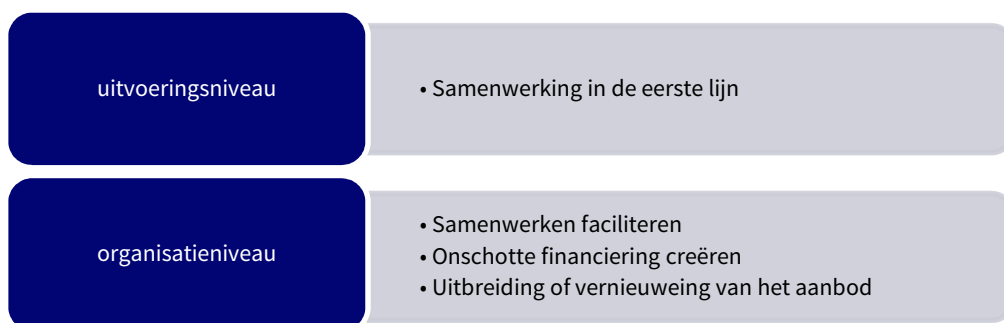 uitvoeringsniveau
• Samenwerking in de eerste lijn
organisatieniveau
• Samenwerken faciliteren
• Onschotte financiering creëren
• Uitbreiding of vernieuweing van het aanbod